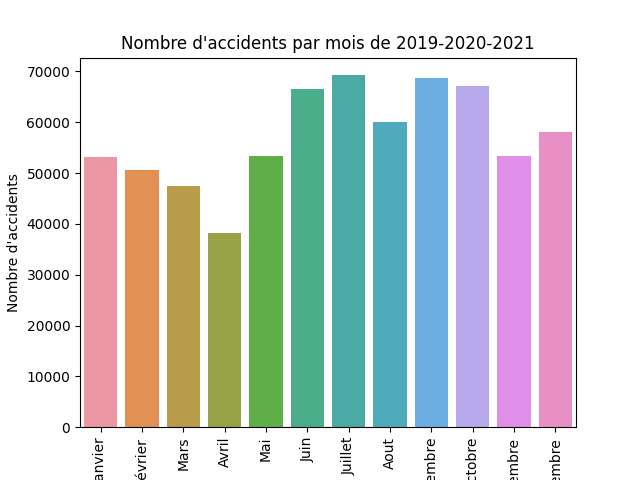 Nombre d'accidents par mois de 2019-2020-2021
Nombre d'accidents
70000
60000
50000
40000
30000
20000
10000
0
anvier
évrier
Mars
Avril
Mai
Juin
Juillet
Aout
embre
ctobre
embre
embre